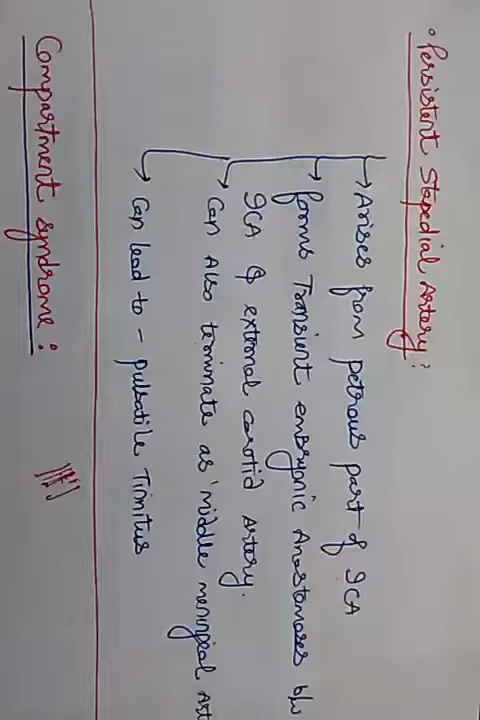 • Persistent Stapedial Artery:
→ Arises from petrous part of ICA
→ forms Transient embryonic Anastomoses b/w
ICA & external carotid Artery.
→ Can Also terminate as middle meningeal Art
→ Can lead to - pulsatile Tinnitus
Compartment syndrome: